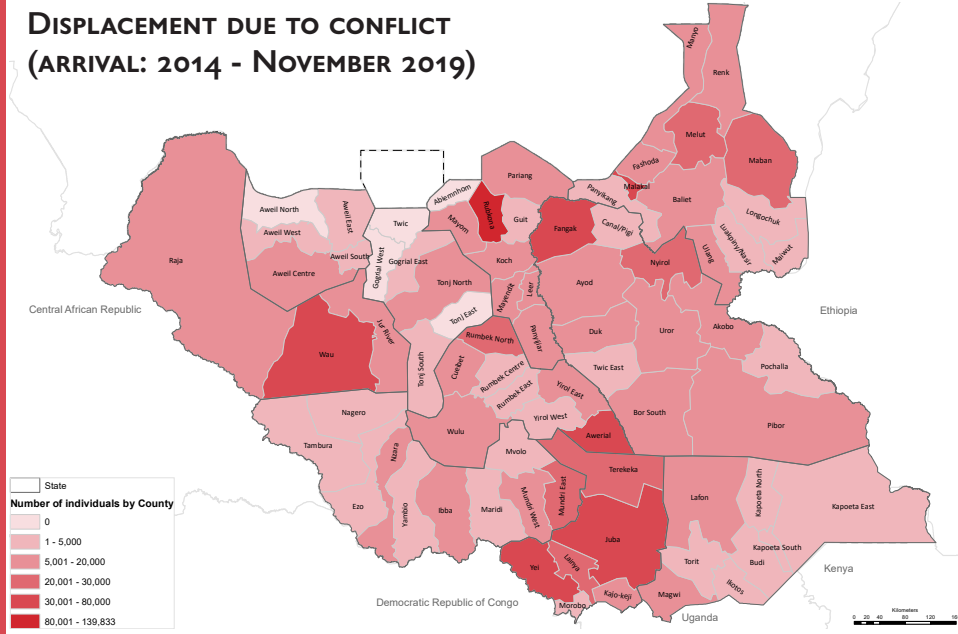 Displacement due to conflict
(arrival: 2014 - November 2019)
Manyo
Renk
Melut
Maban
Fashoda
Malakal
Panyikang
Baliet
Longochuk
Luakpiny/Nasir
Maiwut
Ulang
Nyirol
Canal/Pigi
Fangak
Pariang
Abiemnhom
Rubkona
Guit
Mayom
Twic
Aweil North
Aweil East
Aweil West
Aweil South
Aweil Centre
Gogrial West
Gogrial East
Raja
Koch
Tonj North
Mayendit
Leer
Ayod
Central African Republic
Ethiopia
Tonj East
Jur River
Wau
Rumbek North
Panyijiar
Duk
Uror
Akobo
Pochalla
Tonj South
Cueibet
Rumbek Centre
Rumbek East
Yirol East
Twic East
Yirol West
Bor South
Pibor
Nagero
Tambura
Wulu
Awerial
Nzara
Mvolo
Terekeka
Ezo
Yambio
Ibba
Maridi
Mundri West
Mundri East
Lafon
Kapoeta North
Kapoeta East
Juba
Kapoeta South
Torit
Budi
Ikotos
Yei
Lainya
Morobo
Kajo-keji
Magwi
Kenya
Uganda
Democratic Republic of Congo
State
Number of individuals by County
0
1 - 5,000
5,001 - 20,000
20,001 - 30,000
30,001 - 80,000
80,001 - 139,833
Kilometers
0 20 40 80 120